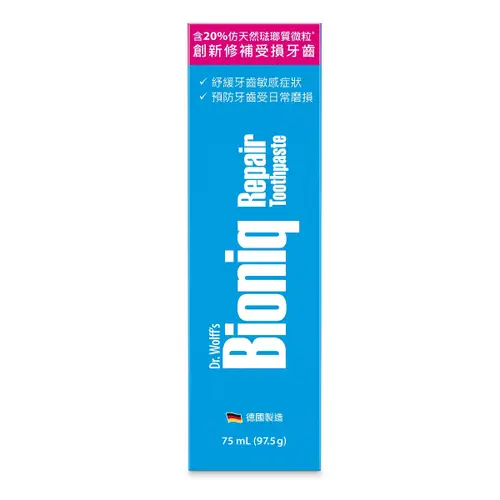 含20%仿天然琺瑯質微粒*
創新修補受損牙齒
✓ 紓緩牙齒敏感症狀
✓ 預防牙齒受日常磨損
Dr. Wolff's
Bioniq
Repair
Toothpaste
德國製造
75 mL (97.5g)